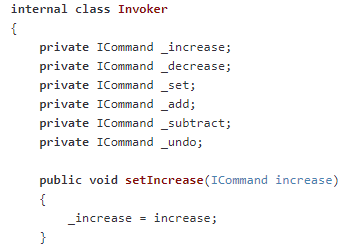 internal class Invoker
{
    private ICommand _increase;
    private ICommand _decrease;
    private ICommand _set;
    private ICommand _add;
    private ICommand _subtract;
    private ICommand _undo;

    public void setIncrease(ICommand increase)
    {
        _increase = increase;
    }